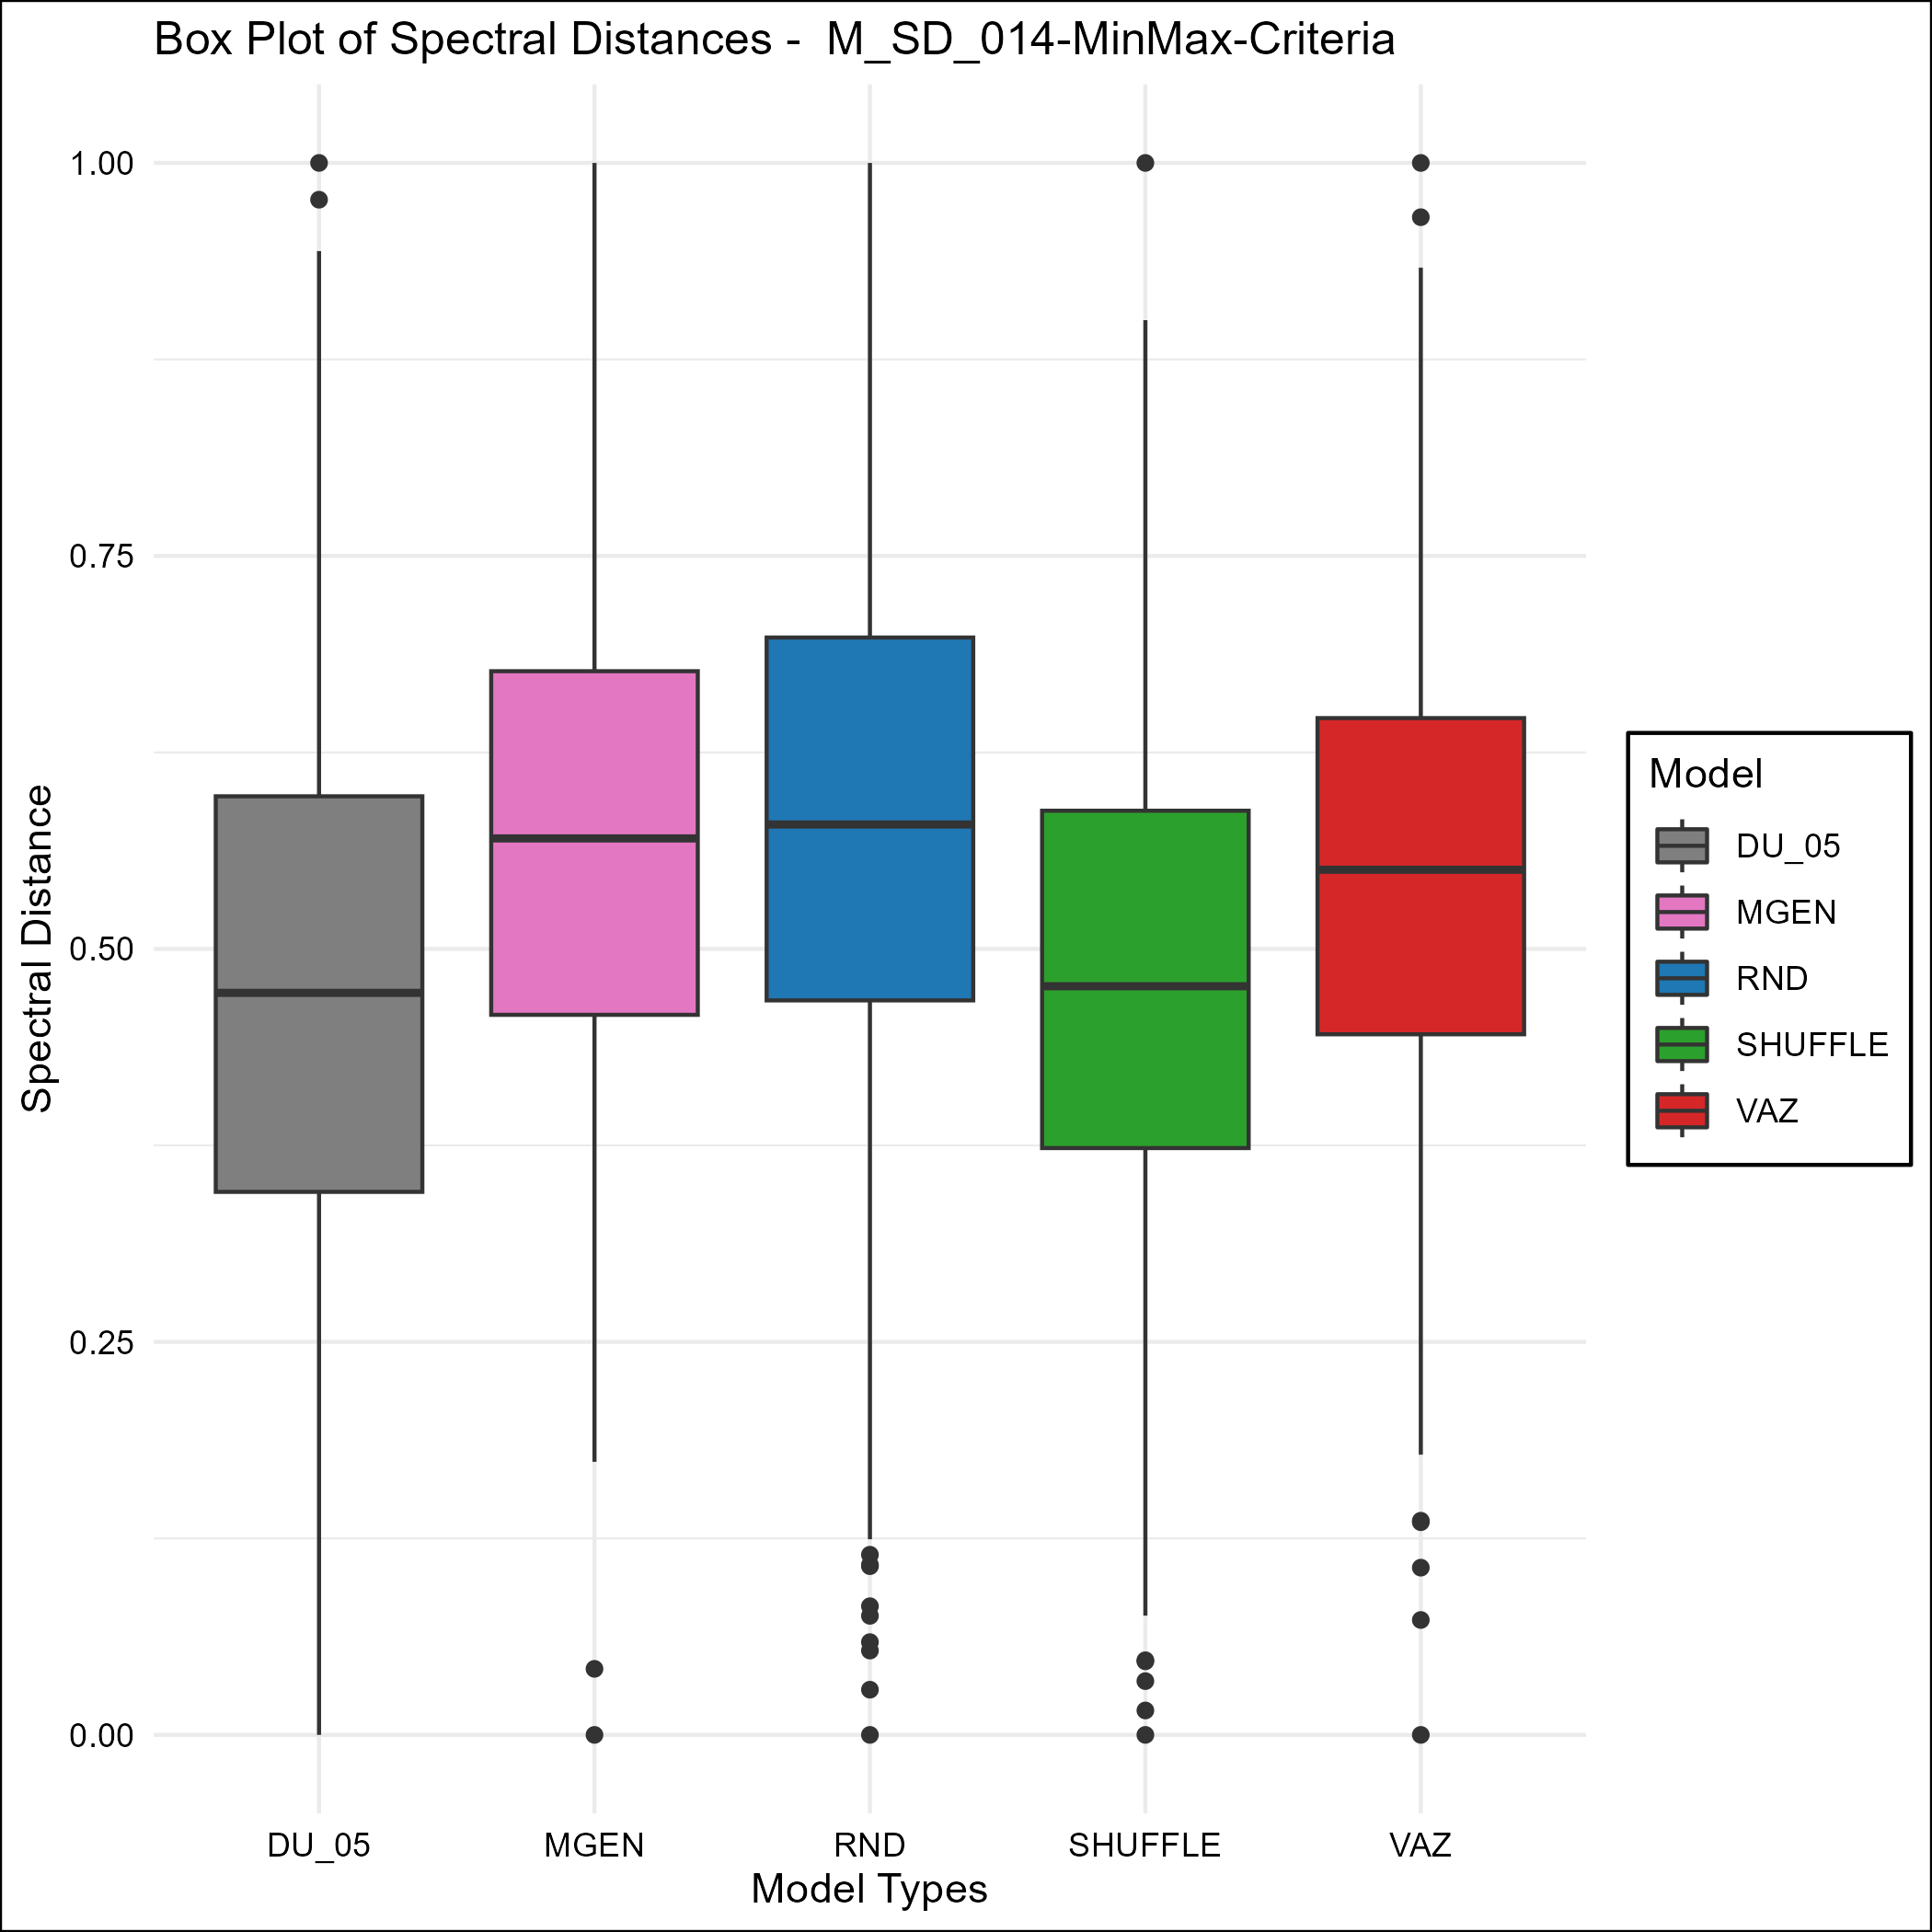 Box Plot of Spectral Distances -  M_SD_014-MinMax-Criteria
1.00
0.75
0.50
0.25
0.00
Spectral Distance
DU_05
MGEN
RND
SHUFFLE
VAZ
Model Types
Model
DU_05
MGEN
RND
SHUFFLE
VAZ